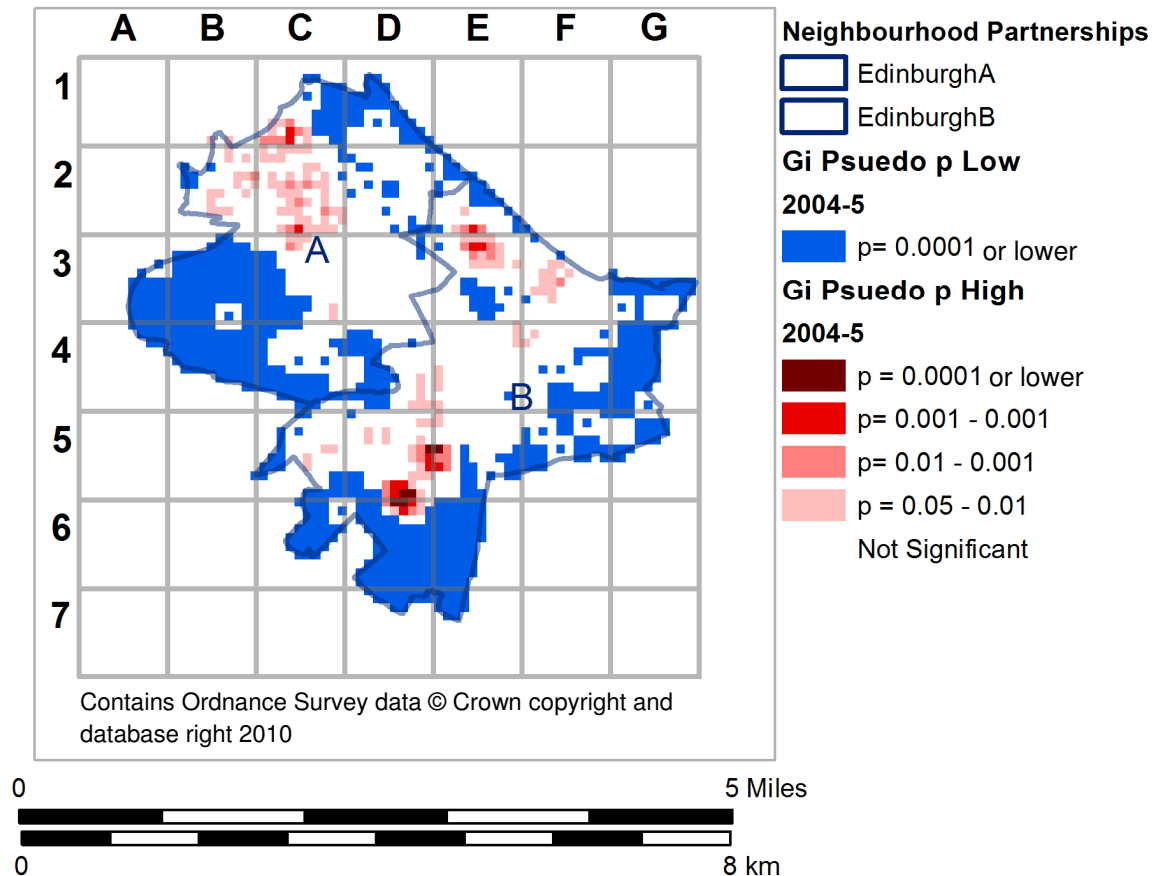 A B C D E F G
1
2
3
4
5
6
7
A
B
Contains Ordnance Survey data © Crown copyright and
database right 2010
0 5 Miles
0 8 km
Neighbourhood Partnerships
EdinburghA
EdinburghB
Gi Psuedo p Low
2004-5
p= 0.0001 or lower
Gi Psuedo p High
2004-5
p = 0.0001 or lower
p = 0.001 - 0.001
p= 0.01 - 0.001
p = 0.05 - 0.01
Not Significant